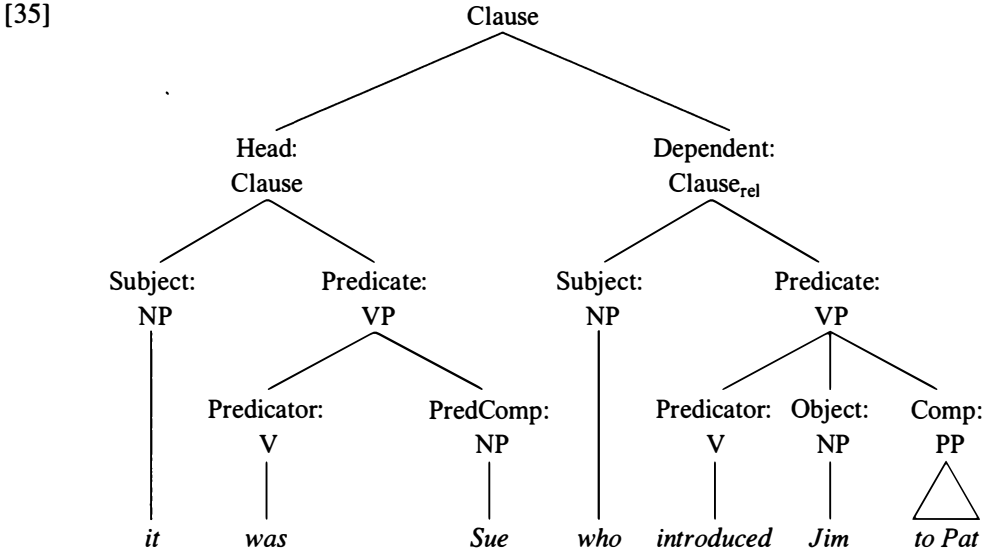 [35]
Clause
Head: Dependent:
Clause Clause_rel
Subject: Predicate: Subject: Predicate:
NP VP NP VP
Predicator: PredComp: Predicator: Object: Comp:
V NP V NP PP
it was Sue who introduced Jim to Pat